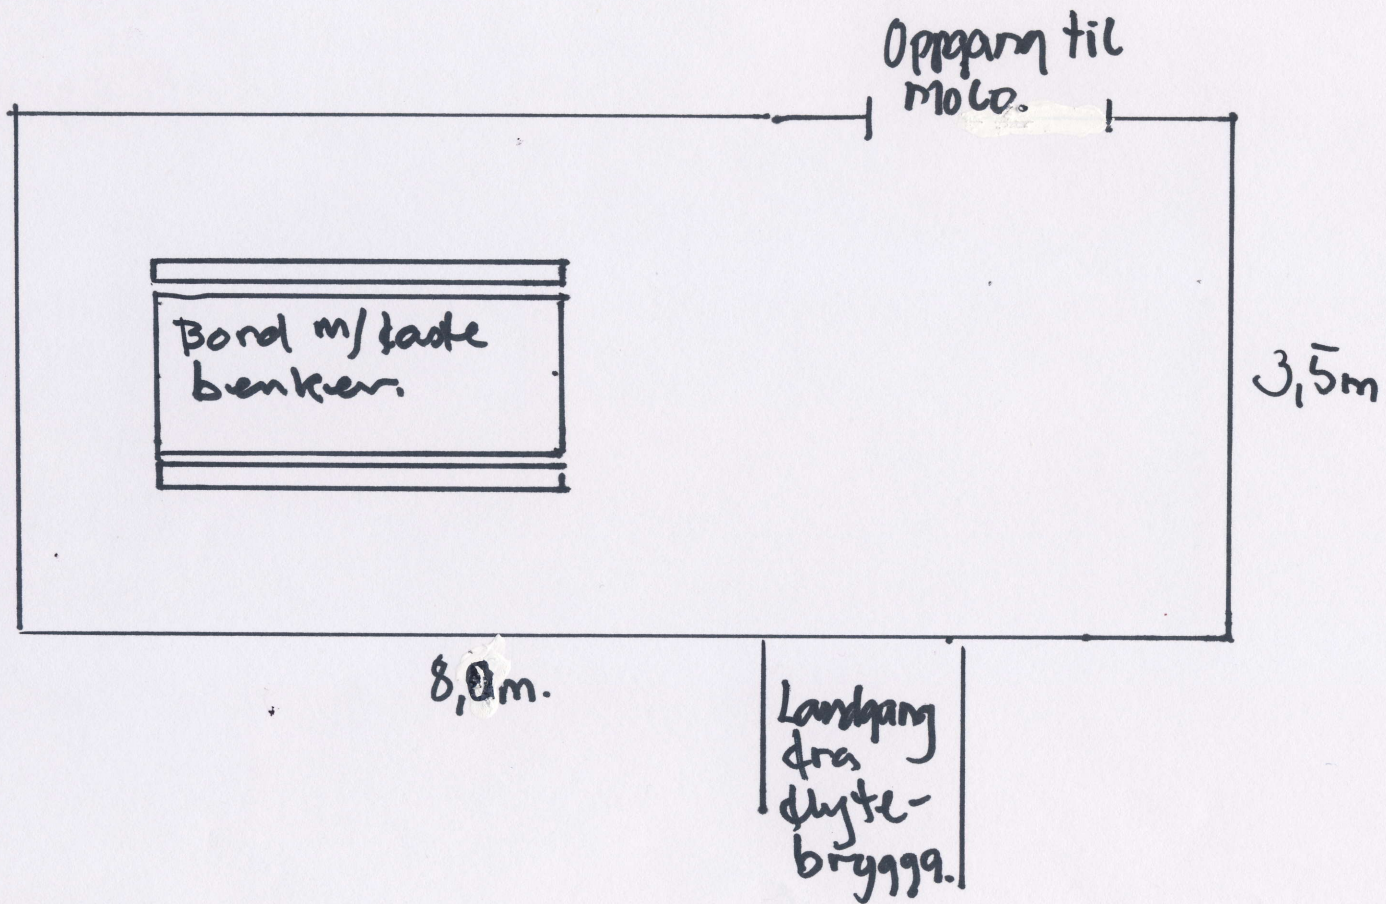 Oppgang til
molo.
Bord m/ faste
benker.
3,5m
8,0m.
Landgang
fra
flyte-
brygga.